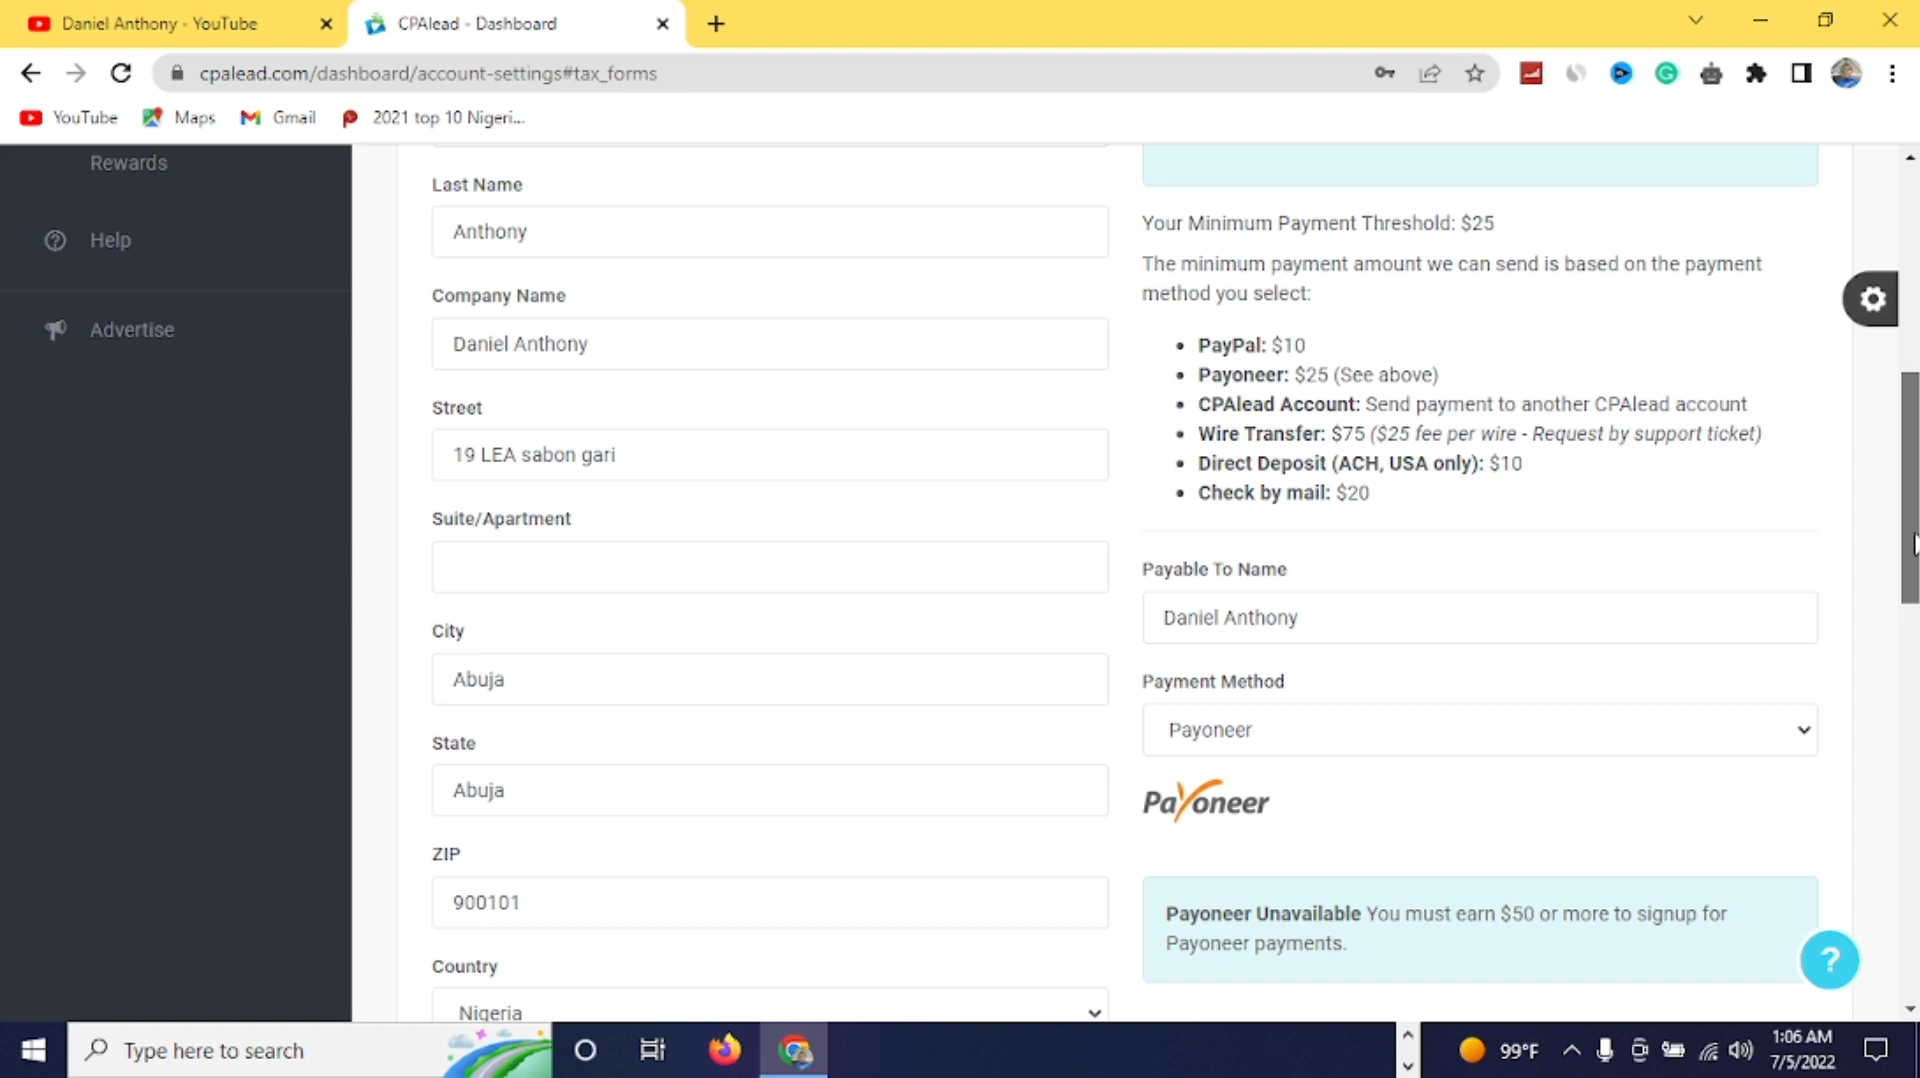 Daniel Anthony - YouTube
CPAlead - Dashboard
cpalead.com/dashboard/account-settings#tax_forms
YouTube
Maps
Gmail
2021 top 10 Nigeri...
Rewards
Help
Advertise
Last Name
Anthony
Company Name
Daniel Anthony
Street
19 LEA sabon gari
Suite/Apartment
City
Abuja
State
Abuja
ZIP
900101
Country
Nigeria
Your Minimum Payment Threshold: $25
The minimum payment amount we can send is based on the payment
method you select:
• PayPal: $10
• Payoneer: $25 (See above)
• CPAlead Account: Send payment to another CPAlead account
• Wire Transfer: $75 ($25 fee per wire - Request by support ticket)
• Direct Deposit (ACH, USA only): $10
• Check by mail: $20
Payable To Name
Daniel Anthony
Payment Method
Payoneer
Payoneer
Payoneer Unavailable You must earn $50 or more to signup for
Payoneer payments.
?
Type here to search
99°F
1:06 AM
7/5/2022